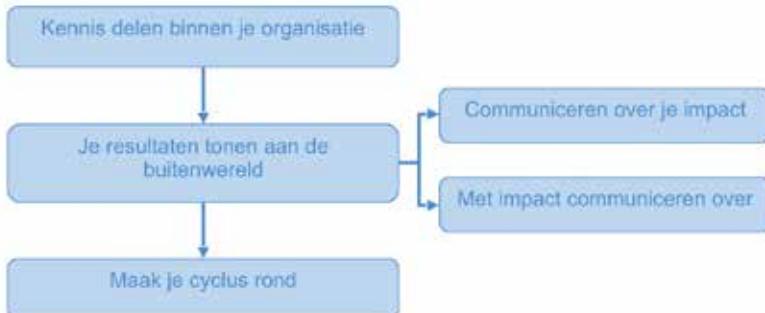 Kennis delen binnen je organisatie
Communiceren over je impact
Je resultaten tonen aan de
buitenwereld
Met impact communiceren over
Maak je cyclus rond